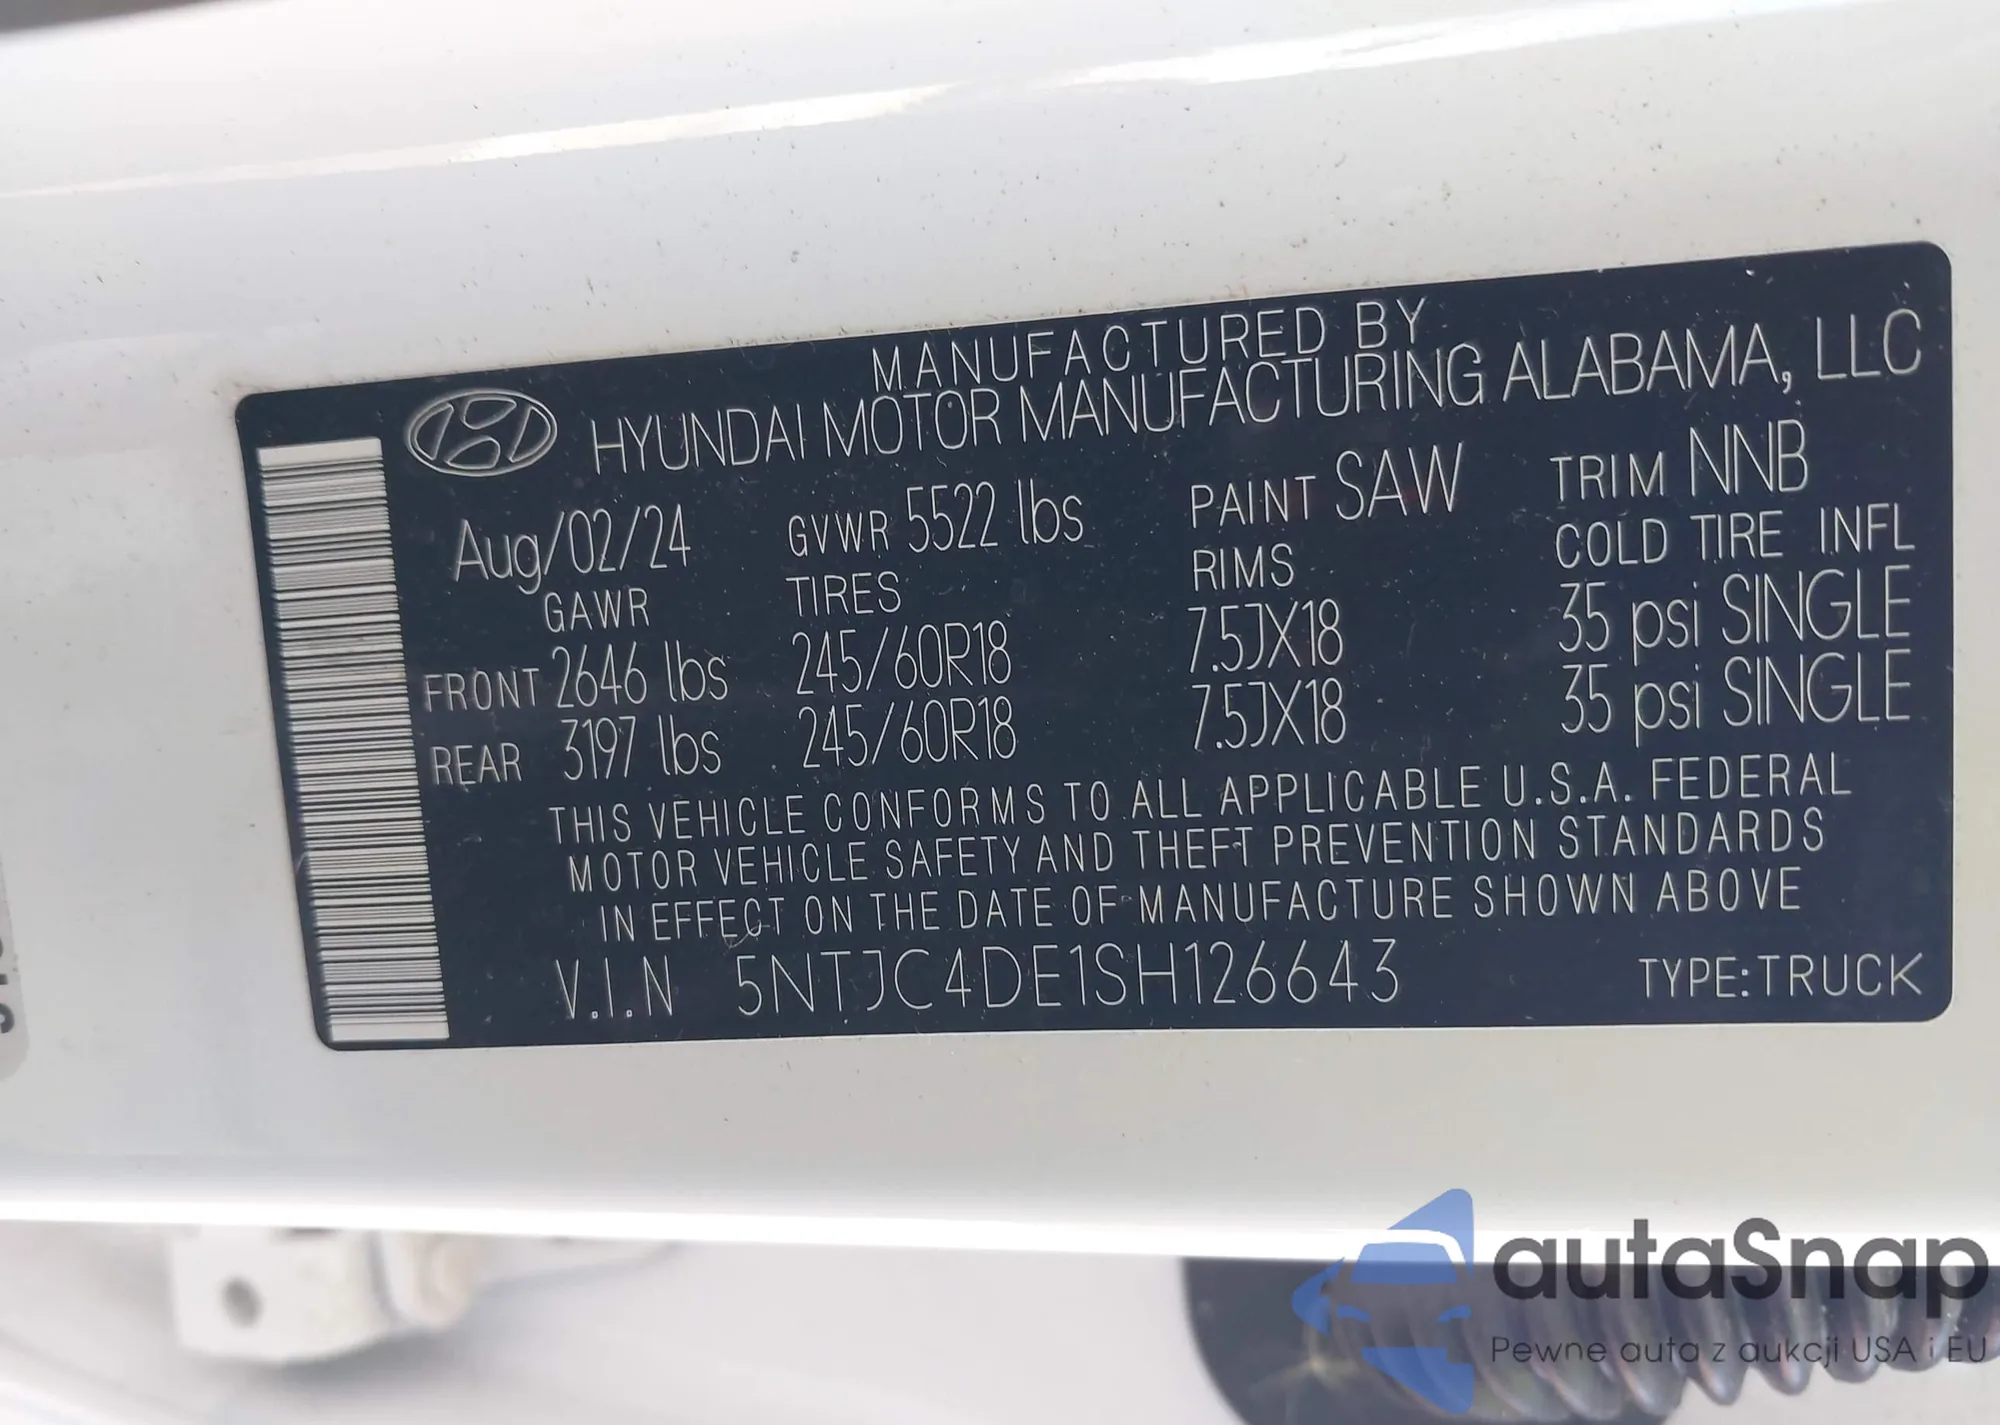 MANUFACTURED BY
HYUNDAI MOTOR MANUFACTURING ALABAMA, LLC
Aug/02/24 GVWR 5522 lbs PAINT SAW TRIM NNB
GAWR TIRES RIMS COLD TIRE INFL
FRONT 2646 lbs 245/60R18 7.5JX18 35 psi SINGLE
REAR 3197 lbs 245/60R18 7.5JX18 35 psi SINGLE
THIS VEHICLE CONFORMS TO ALL APPLICABLE U.S.A. FEDERAL
MOTOR VEHICLE SAFETY AND THEFT PREVENTION STANDARDS
IN EFFECT ON THE DATE OF MANUFACTURE SHOWN ABOVE
V.I.N 5NTJC4DE1SH126643 TYPE:TRUCK
autaSnap
Pewne auta z aukcji USA i EU